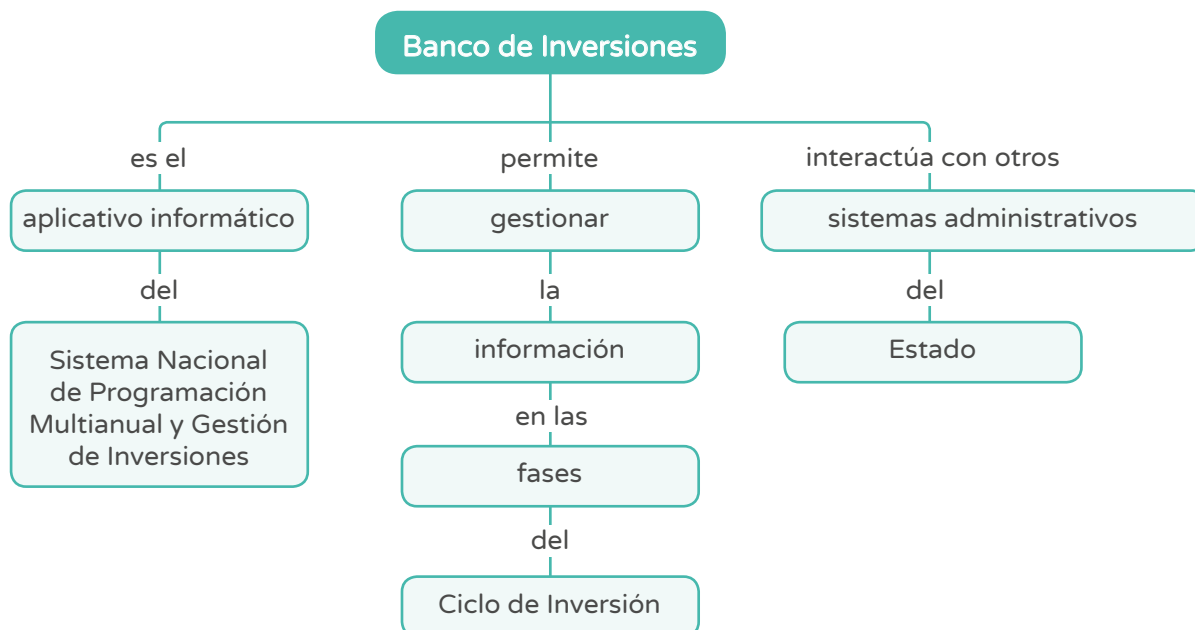 Banco de Inversiones
es el
aplicativo informático
del
Sistema Nacional
de Programación
Multianual y Gestión
de Inversiones
permite
gestionar
la
información
en las
fases
del
Ciclo de Inversión
interactúa con otros
sistemas administrativos
del
Estado